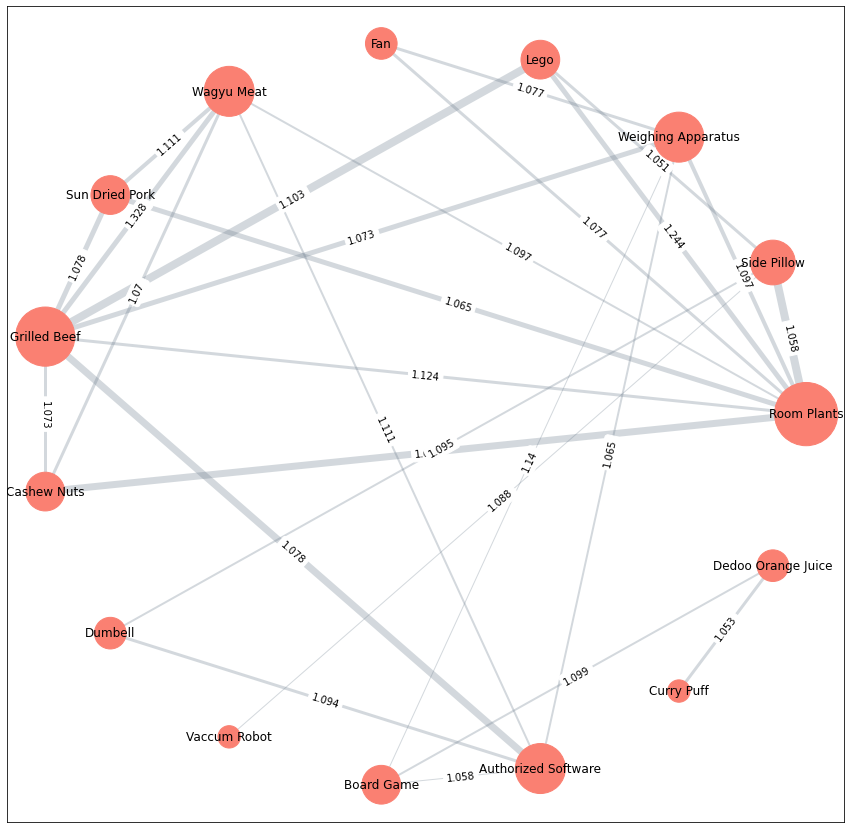 Fan
Lego
Wagyu Meat
1.077
Weighing Apparatus
1.111
1.051
Sun Dried Pork
1.103
1.328
1.077
1.073
1.244
1.097
Side Pillow
1.078
1.097
1.07
1.065
Grilled Beef
1.058
1.124
1.073
Room Plants
1.111
1.095
1.065
1.14
Cashew Nuts
1.088
1.078
Dedoo Orange Juice
1.053
Dumbell
1.099
Curry Puff
1.094
Vaccum Robot
Authorized Software
1.058
Board Game